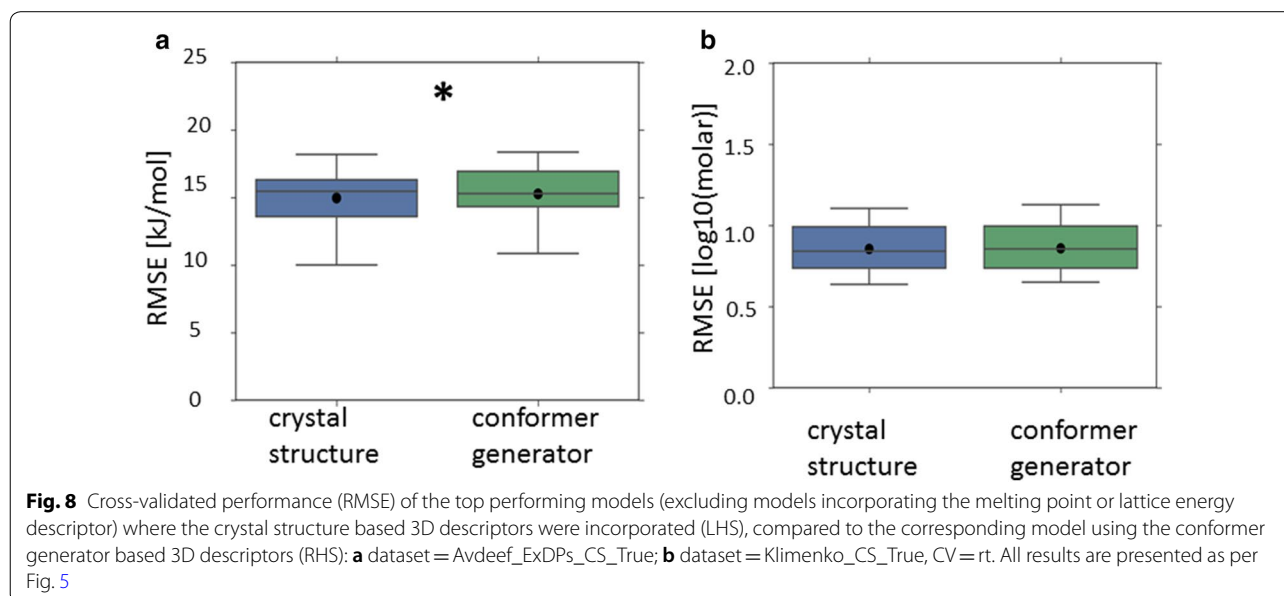 a
25
20
15
10
5
0
RMSE [kJ/mol]
*
crystal
structure
conformer
generator
b
2.0
1.5
1.0
0.5
0.0
RMSE [log10(molar)]
crystal
structure
conformer
generator
Fig. 8 Cross-validated performance (RMSE) of the top performing models (excluding models incorporating the melting point or lattice energy
descriptor) where the crystal structure based 3D descriptors were incorporated (LHS), compared to the corresponding model using the conformer
generator based 3D descriptors (RHS): a dataset = Avdeef_ExDPs_CS_True; b dataset = Klimenko_CS_True, CV = rt. All results are presented as per
Fig. 5